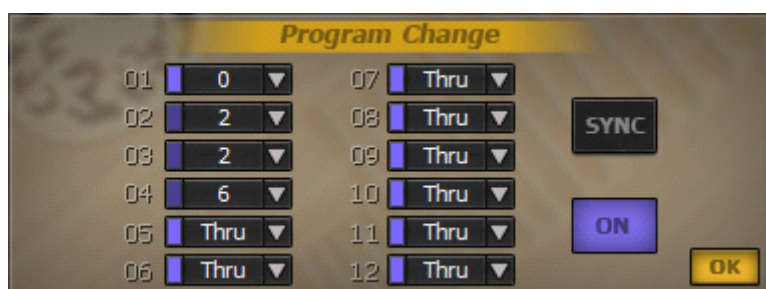 Program Change
01 0 07 Thru
02 2 08 Thru
SYNC
03 2 09 Thru
04 6 10 Thru
05 Thru 11 Thru
ON
06 Thru 12 Thru
OK